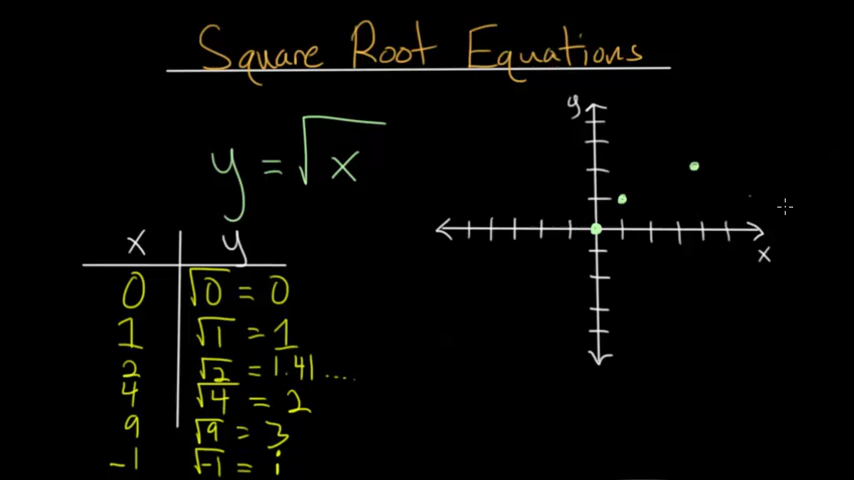 Square Root Equations
y = √x
x y
0 √0 = 0
1 √1 = 1
2 √2 = 1.41 ....
4 √4 = 2
9 √9 = 3
-1 √-1 = i
y
x